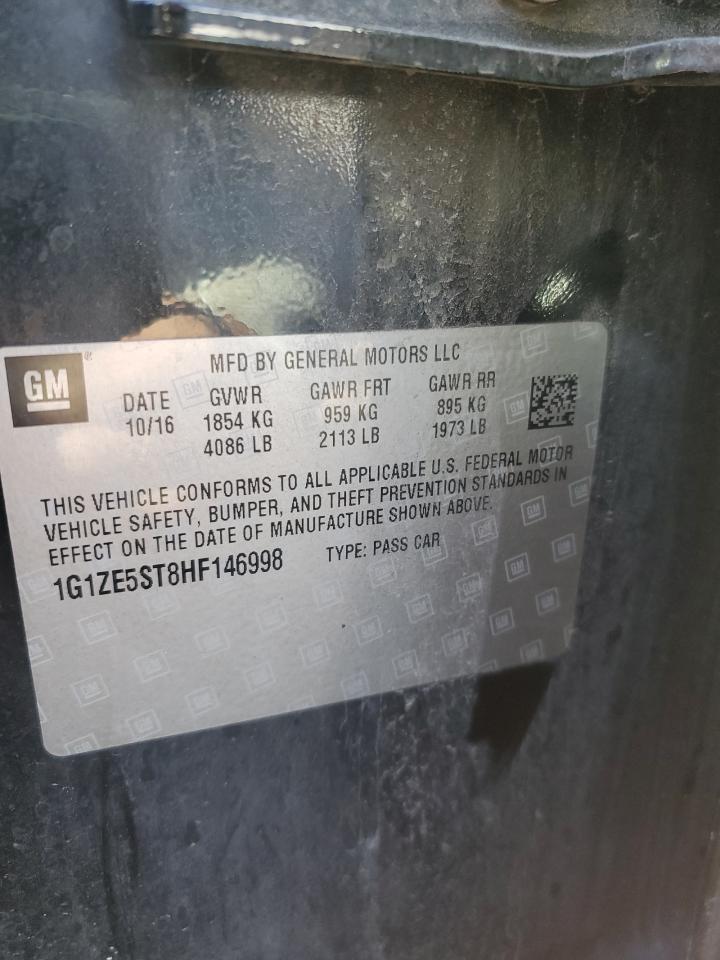 GM ®
MFD BY GENERAL MOTORS LLC
DATE GVWR GAWR FRT GAWR RR
10/16 1854 KG 959 KG 895 KG
4086 LB 2113 LB 1973 LB
THIS VEHICLE CONFORMS TO ALL APPLICABLE U.S. FEDERAL MOTOR
VEHICLE SAFETY, BUMPER, AND THEFT PREVENTION STANDARDS IN
EFFECT ON THE DATE OF MANUFACTURE SHOWN ABOVE.
1G1ZE5ST8HF146998 TYPE: PASS CAR